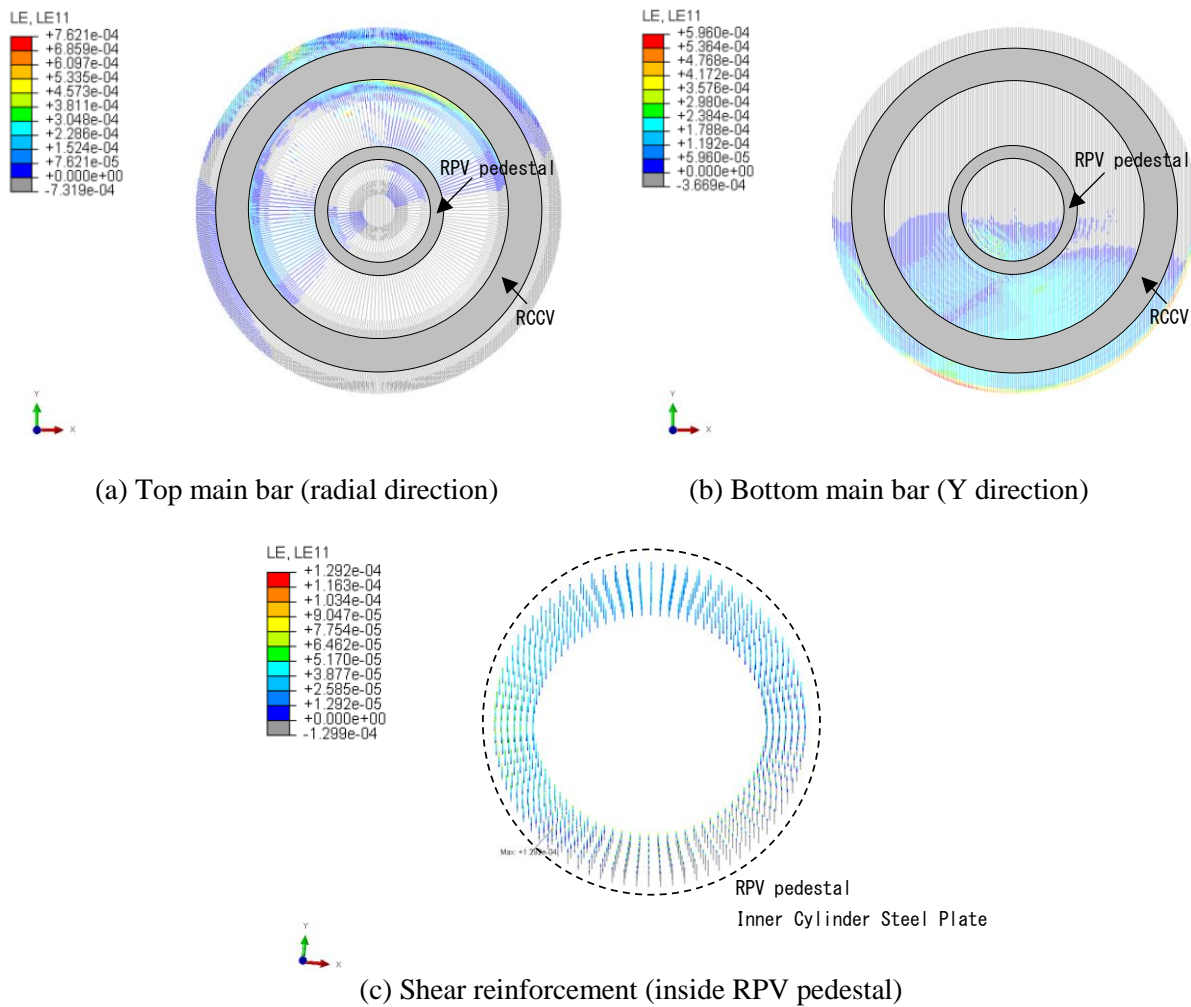 LE, LE11
+7.621e-04
+6.859e-04
+6.097e-04
+5.335e-04
+4.573e-04
+3.811e-04
+3.048e-04
+2.286e-04
+1.524e-04
+7.621e-05
+0.000e+00
-7.319e-04
RPV pedestal
RCCV
Y
X
(a) Top main bar (radial direction)
LE, LE11
+5.960e-04
+5.364e-04
+4.768e-04
+4.172e-04
+3.576e-04
+2.980e-04
+2.384e-04
+1.788e-04
+1.192e-04
+5.960e-05
+0.000e+00
-3.669e-04
RPV pedestal
RCCV
Y
X
(b) Bottom main bar (Y direction)
LE, LE11
+1.292e-04
+1.163e-04
+1.034e-04
+9.047e-05
+7.754e-05
+6.462e-05
+5.170e-05
+3.877e-05
+2.585e-05
+1.292e-05
+0.000e+00
-1.299e-04
Max: +1.292e-04
RPV pedestal
Inner Cylinder Steel Plate
Y
X
(c) Shear reinforcement (inside RPV pedestal)